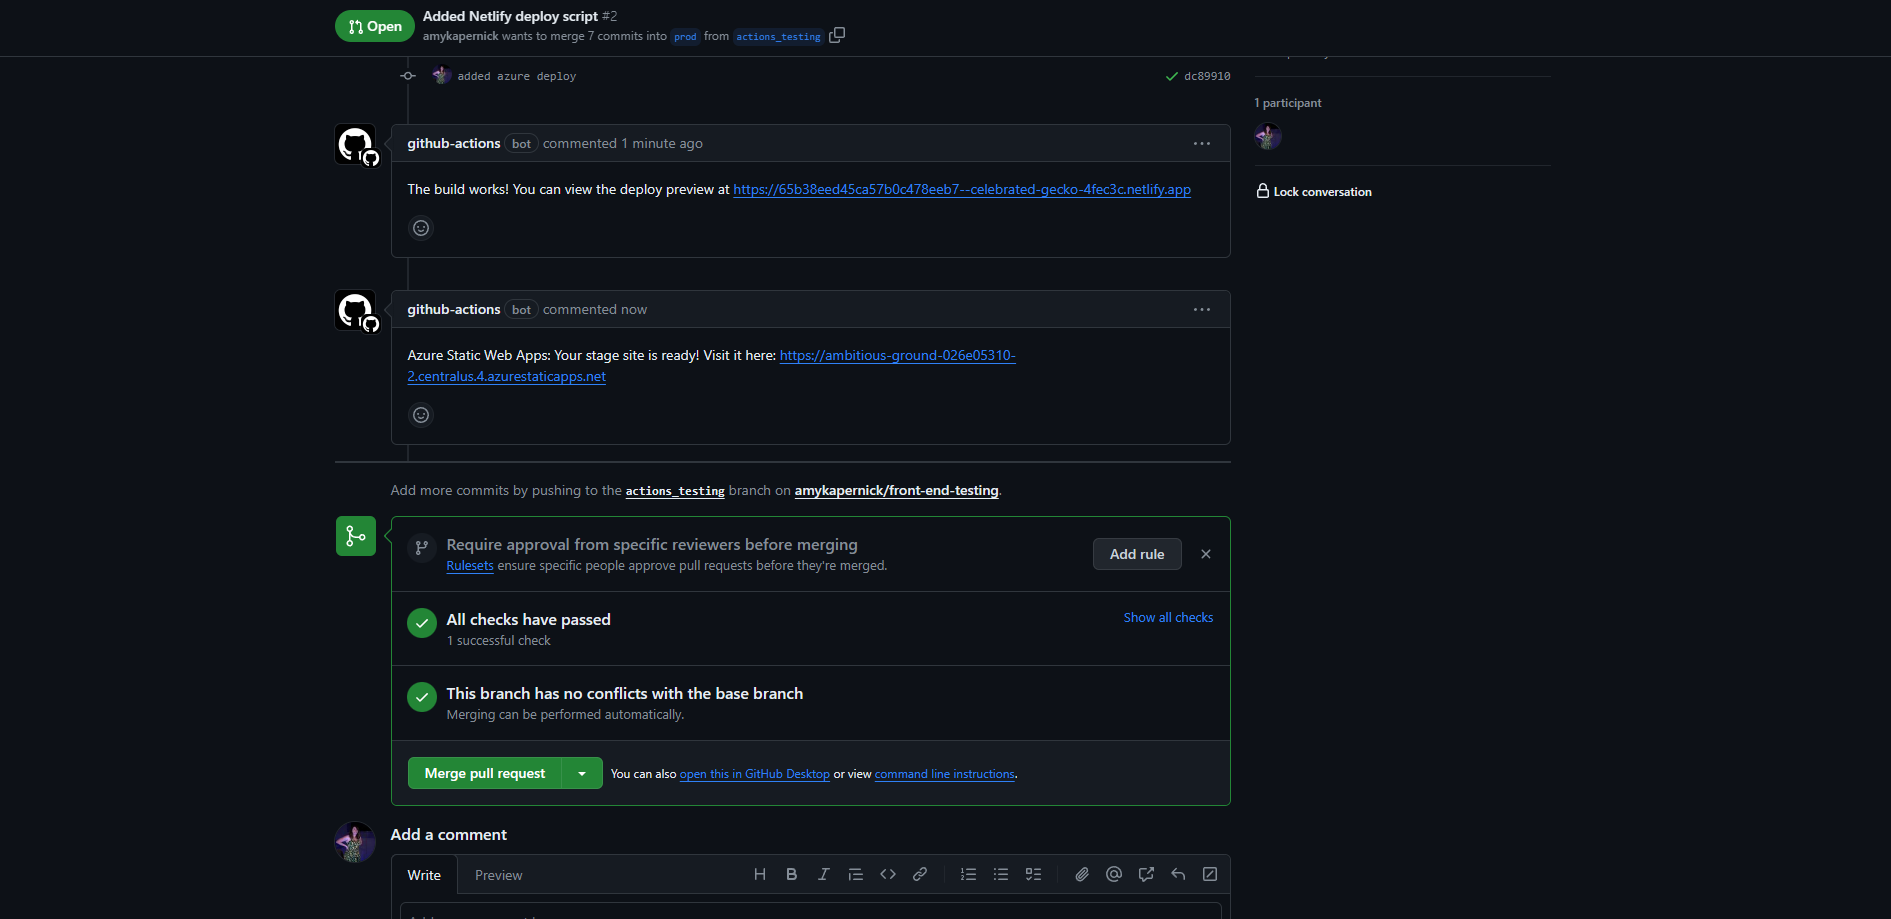 Open
Added Netlify deploy script #2
amykapernick wants to merge 7 commits into prod from actions_testing
added azure deploy
dc89910
1 participant
github-actions bot commented 1 minute ago
The build works! You can view the deploy preview at https://65b38eed45ca57b0c478eeb7--celebrated-gecko-4fec3c.netlify.app
Lock conversation
github-actions bot commented now
Azure Static Web Apps: Your stage site is ready! Visit it here: https://ambitious-ground-026e05310-
2.centralus.4.azurestaticapps.net
Add more commits by pushing to the actions_testing branch on amykapernick/front-end-testing.
Require approval from specific reviewers before merging
Rulesets ensure specific people approve pull requests before they're merged.
Add rule
All checks have passed
1 successful check
Show all checks
This branch has no conflicts with the base branch
Merging can be performed automatically.
Merge pull request
You can also open this in GitHub Desktop or view command line instructions.
Add a comment
Write
Preview